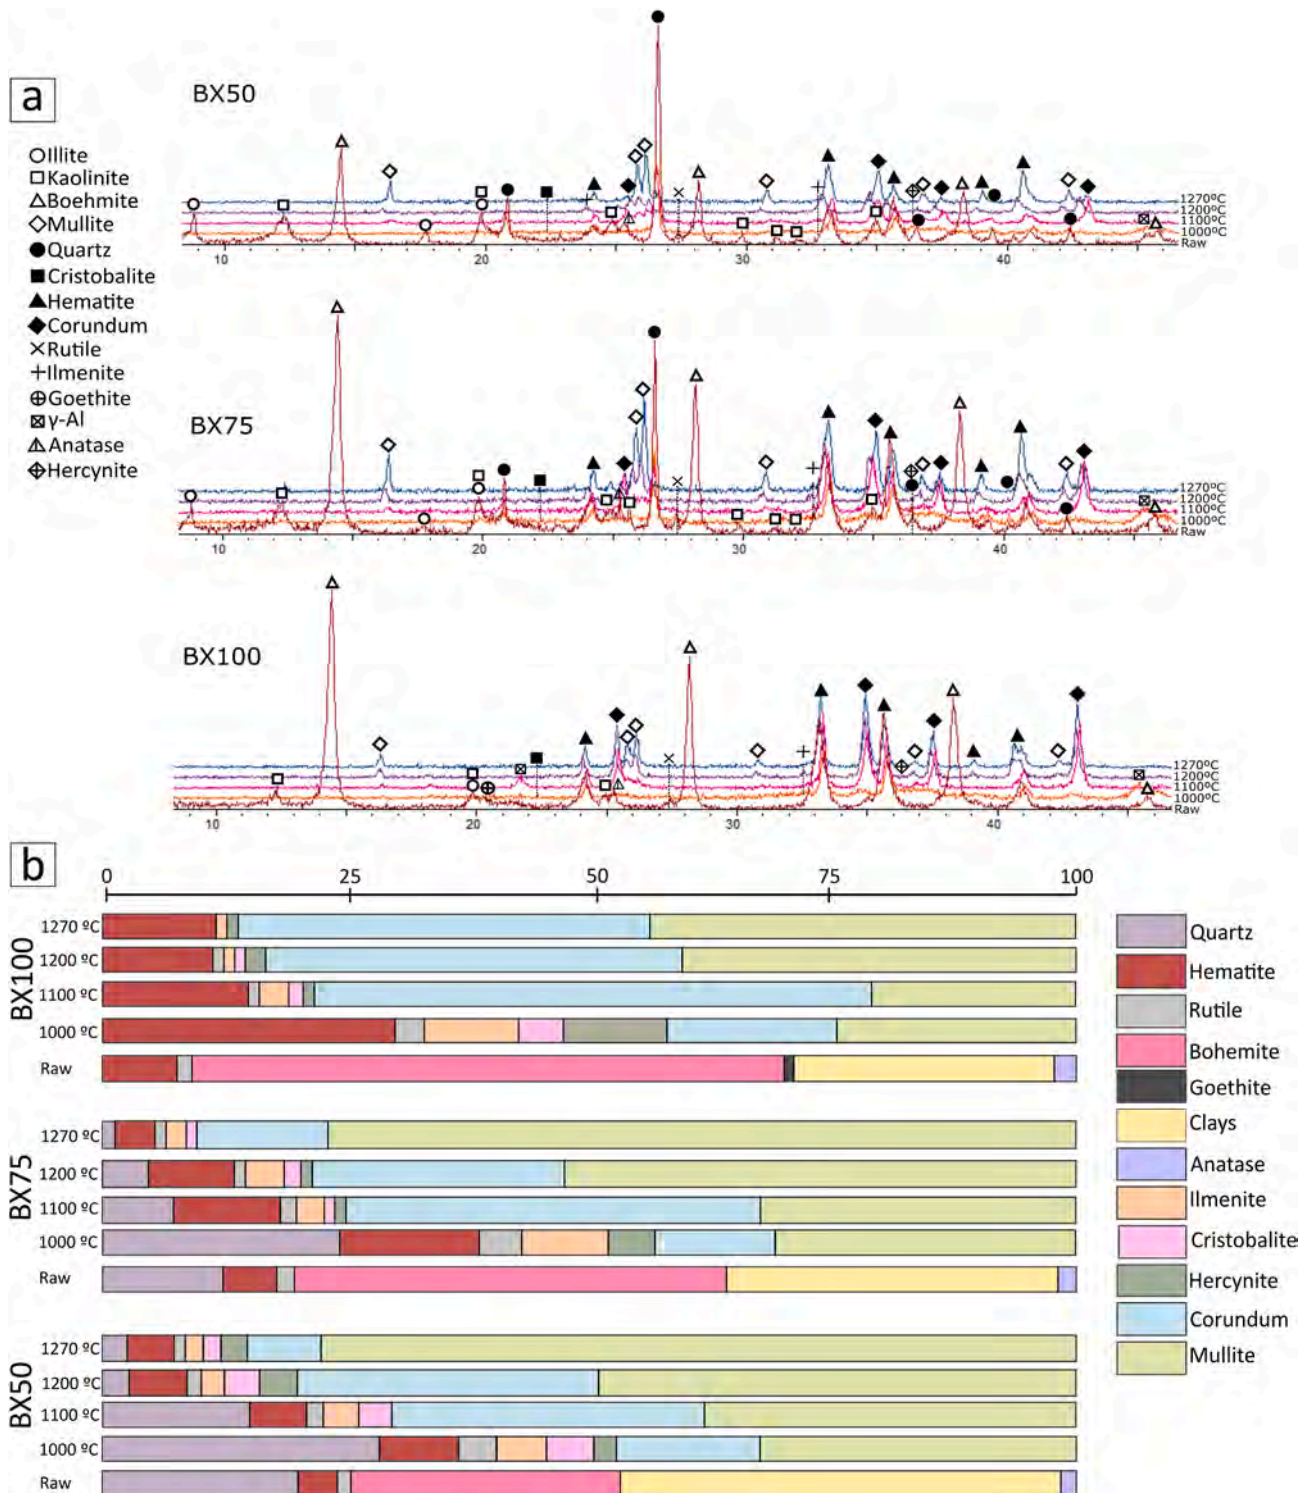 a
BX50
Illite
Kaolinite
Boehmite
Mullite
Quartz
Cristobalite
Hematite
Corundum
Rutile
Ilmenite
Goethite
γ-Al
Anatase
Hercynite
1270ºC
1200ºC
1100ºC
1000ºC
Raw
10 20 30 40
BX75
1270ºC
1200ºC
1100ºC
1000ºC
Raw
10 20 30 40
BX100
1270ºC
1200ºC
1100ºC
1000ºC
Raw
10 20 30 40
b
0 25 50 75 100
BX100
1270 ºC
1200 ºC
1100 ºC
1000 ºC
Raw
BX75
1270 ºC
1200 ºC
1100 ºC
1000 ºC
Raw
BX50
1270 ºC
1200 ºC
1100 ºC
1000 ºC
Raw
Quartz
Hematite
Rutile
Bohemite
Goethite
Clays
Anatase
Ilmenite
Cristobalite
Hercynite
Corundum
Mullite